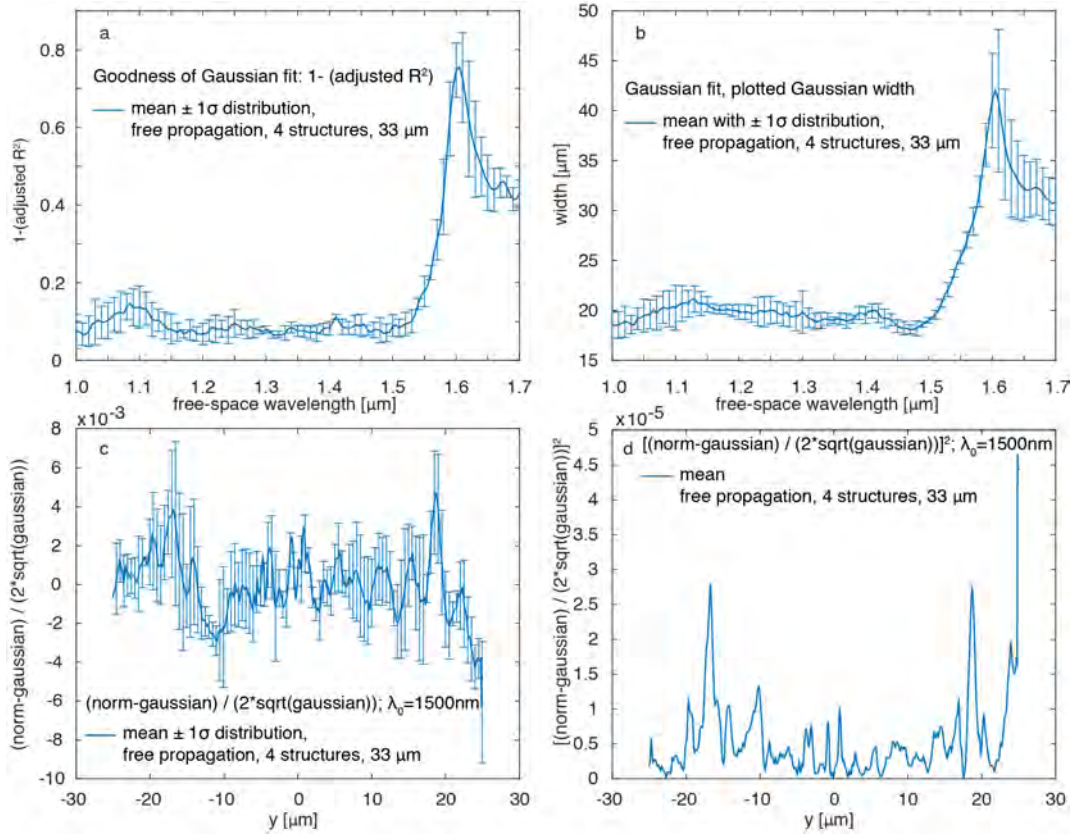 a
Goodness of Gaussian fit: 1- (adjusted R²)
mean ± 1σ distribution,
free propagation, 4 structures, 33 μm
1-(adjusted R²)
0.8
0.6
0.4
0.2
0
1.0 1.1 1.2 1.3 1.4 1.5 1.6 1.7
free-space wavelength [μm]
b
Gaussian fit, plotted Gaussian width
mean with ± 1σ distribution,
free propagation, 4 structures, 33 μm
width [μm]
50
45
40
35
30
25
20
15
1.0 1.1 1.2 1.3 1.4 1.5 1.6 1.7
free-space wavelength [μm]
x10⁻³
c
(norm-gaussian) / (2*sqrt(gaussian))
8
6
4
2
0
-2
-4
-6
-8
-10
(norm-gaussian) / (2*sqrt(gaussian)); λ₀=1500nm
mean ± 1σ distribution,
free propagation, 4 structures, 33 μm
-30 -20 -10 0 10 20 30
y [μm]
x10⁻⁵
d [(norm-gaussian) / (2*sqrt(gaussian))]²; λ₀=1500nm
mean
free propagation, 4 structures, 33 μm
[(norm-gaussian) / (2*sqrt(gaussian))]²
5
4.5
4
3.5
3
2.5
2
1.5
1
0.5
0
-30 -20 -10 0 10 20 30
y [μm]